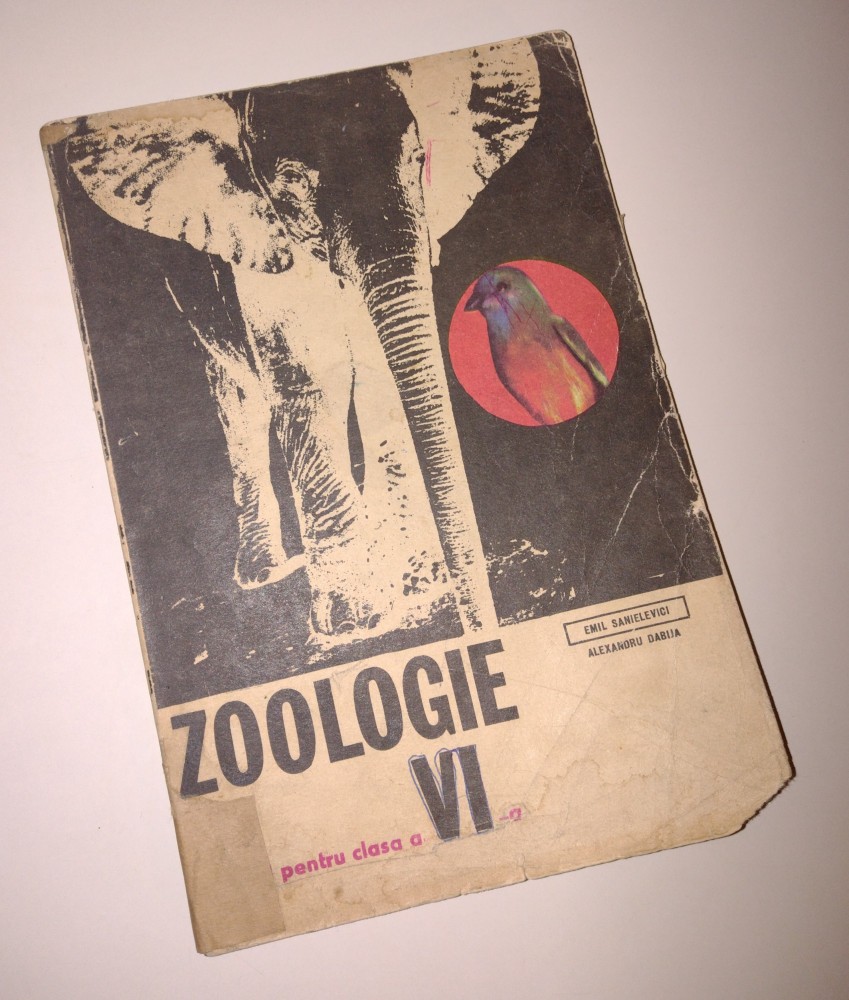 EMIL SANIELEVICI
ALEXANDRU DABIJA
ZOOLOGIE
pentru clasa a VI-a